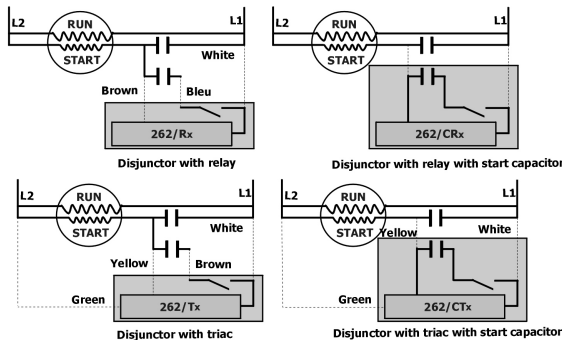 L2
RUN
START
L1
White
Brown
Bleu
262/Rx
Disjunctor with relay
L2
RUN
START
L1
262/CRx
Disjunctor with relay with start capacitor
L2
RUN
START
L1
White
Yellow
Brown
Green
262/Tx
Disjunctor with triac
L2
RUN
START
L1
Yellow
White
Green
262/CTx
Disjunctor with triac with start capacitor